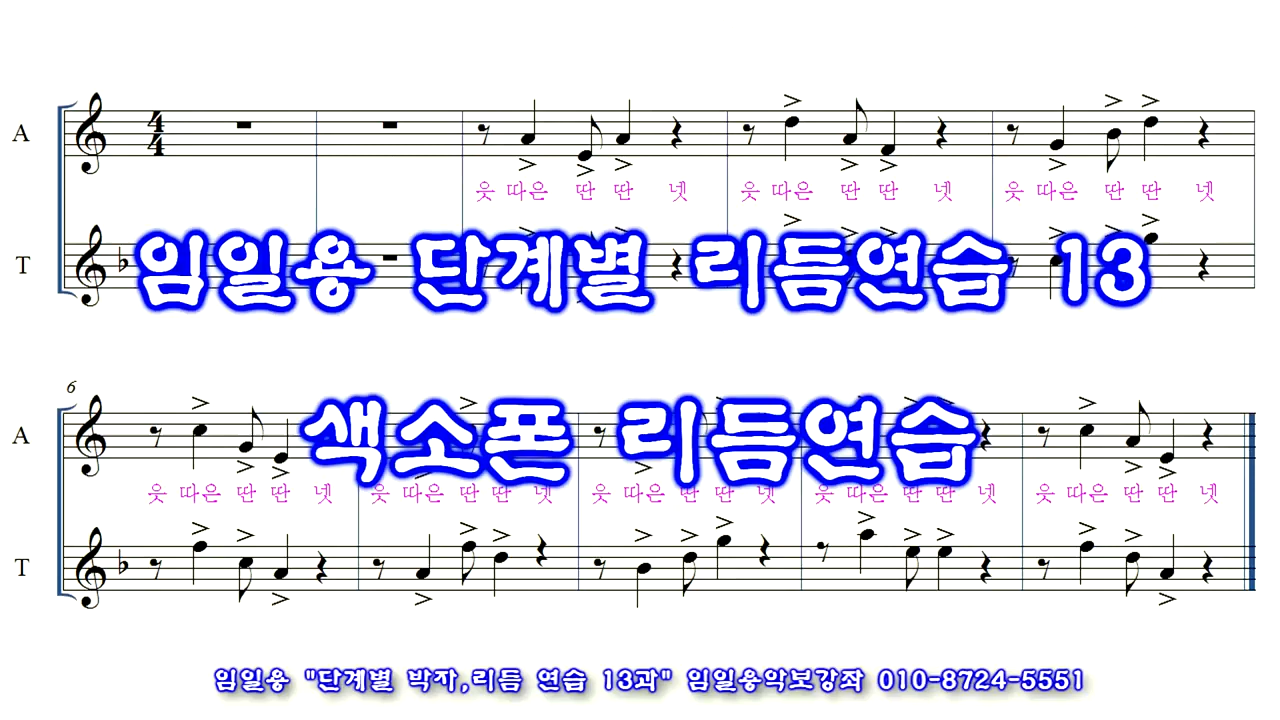 A
4
4
웃 따은 딴 딴 넷 웃 따은 딴 딴 넷 웃 따은 딴 딴 넷
T
임일용 단계별 리듬연습 13
6
A
색소폰 리듬연습
웃 따은 딴 딴 넷 웃 따은 딴 딴 넷 웃 따은 딴 딴 넷 웃 따은 딴 딴 넷 웃 따은 딴 딴 넷
T
임일용 "단계별 박자,리듬 연습 13과" 임일용악보강좌 010-8724-5551